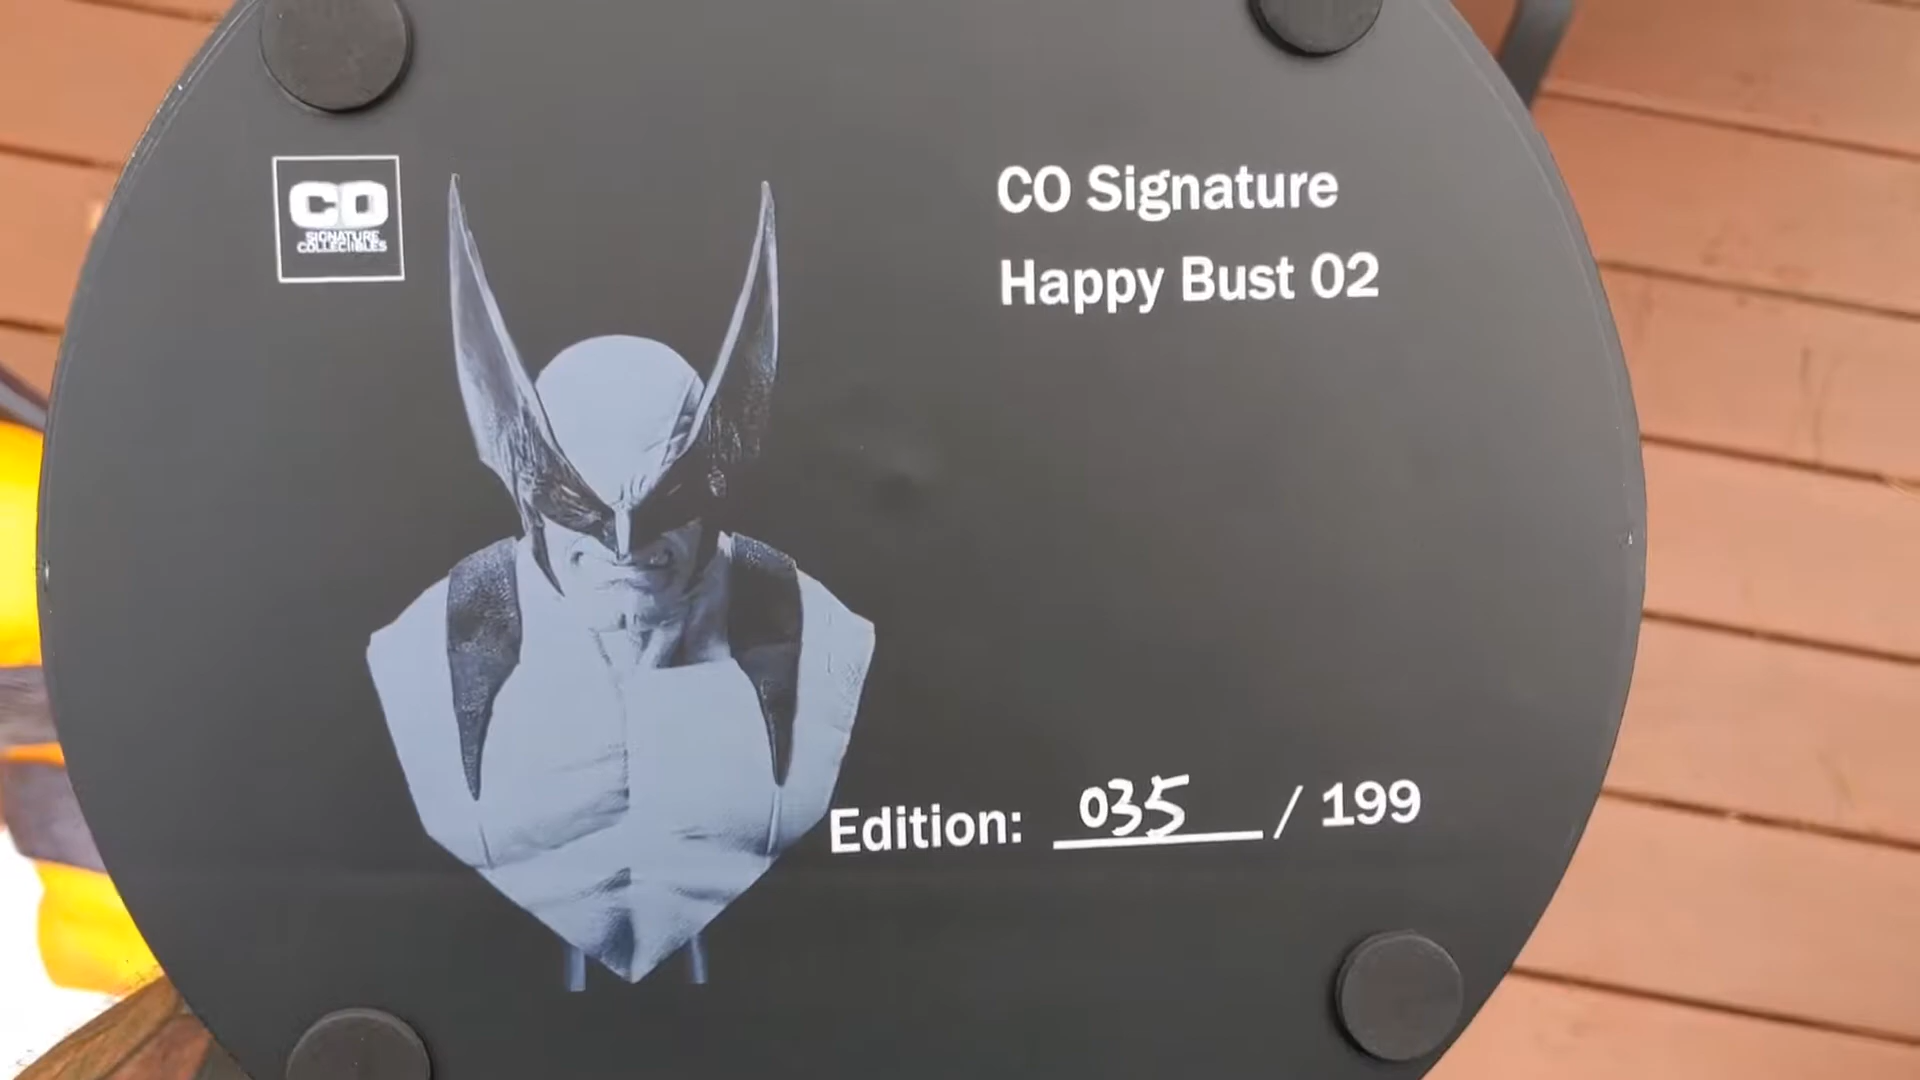 CO
SIGNATURE
COLLECTIBLES
CO Signature
Happy Bust 02
Edition: 035 / 199